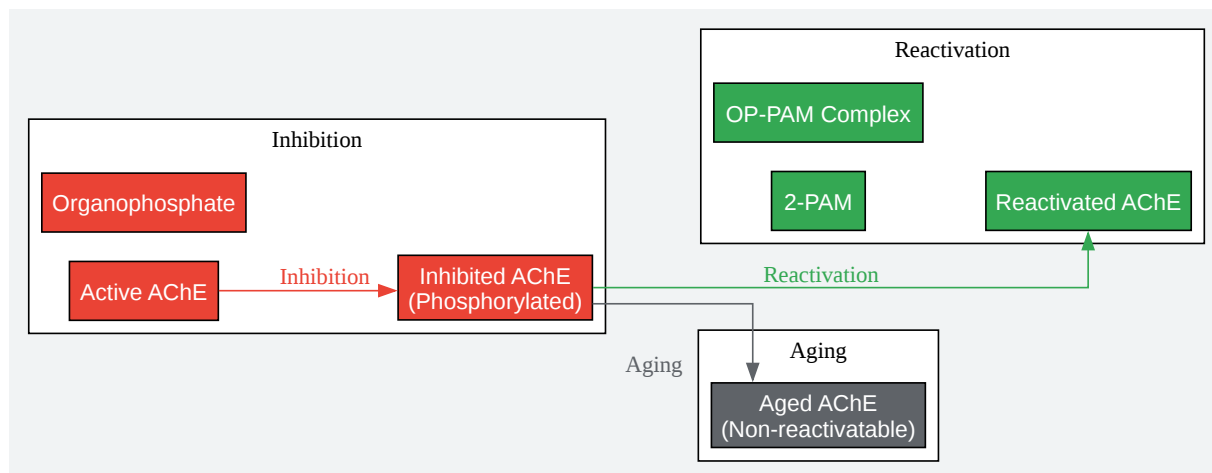 Inhibition
Organophosphate
Active AChE
Inhibition
Inhibited AChE
(Phosphorylated)
Reactivation
OP-PAM Complex
2-PAM
Reactivated AChE
Reactivation
Aging
Aging
Aged AChE
(Non-reactivatable)